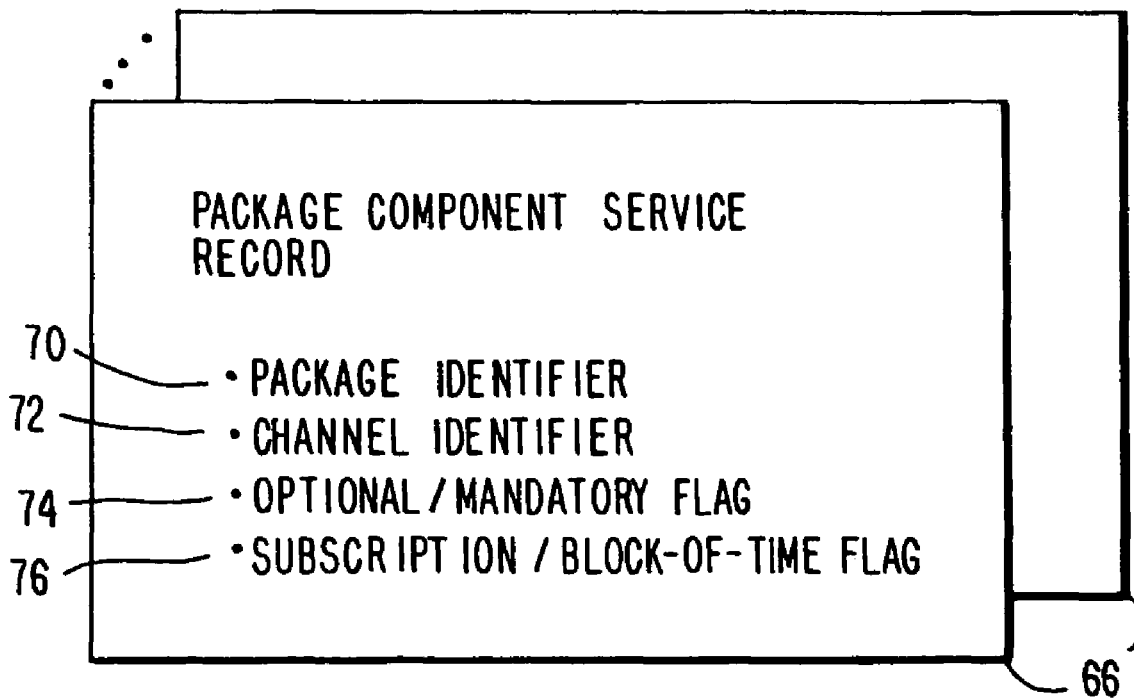 PACKAGE COMPONENT SERVICE
RECORD
70
• PACKAGE IDENTIFIER
72
• CHANNEL IDENTIFIER
74
• OPTIONAL / MANDATORY FLAG
76
• SUBSCRIPTION / BLOCK-OF-TIME FLAG
66